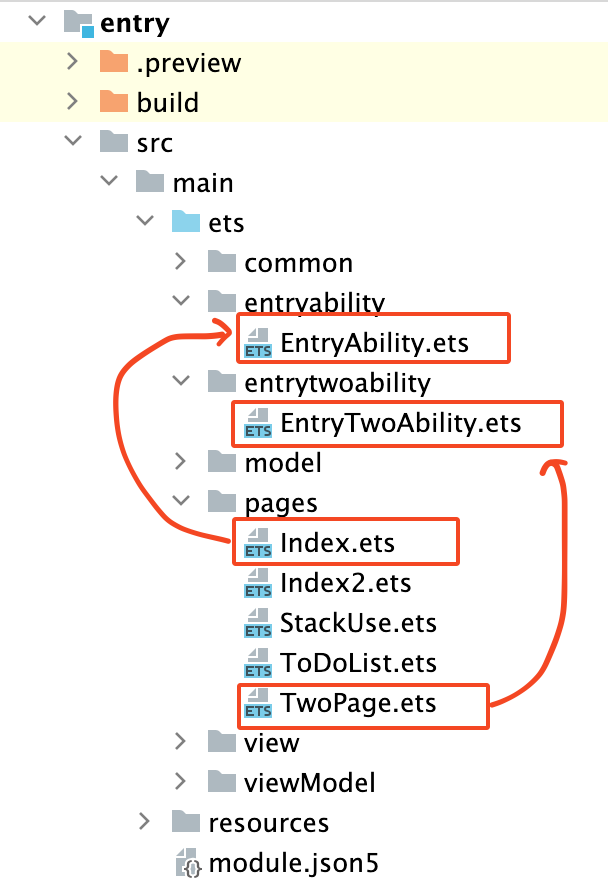 entry
.preview
build
src
main
ets
common
entryability
ETS EntryAbility.ets
entrytwoability
ETS EntryTwoAbility.ets
model
pages
ETS Index.ets
ETS Index2.ets
ETS StackUse.ets
ETS ToDoList.ets
ETS TwoPage.ets
view
viewModel
resources
{} module.json5